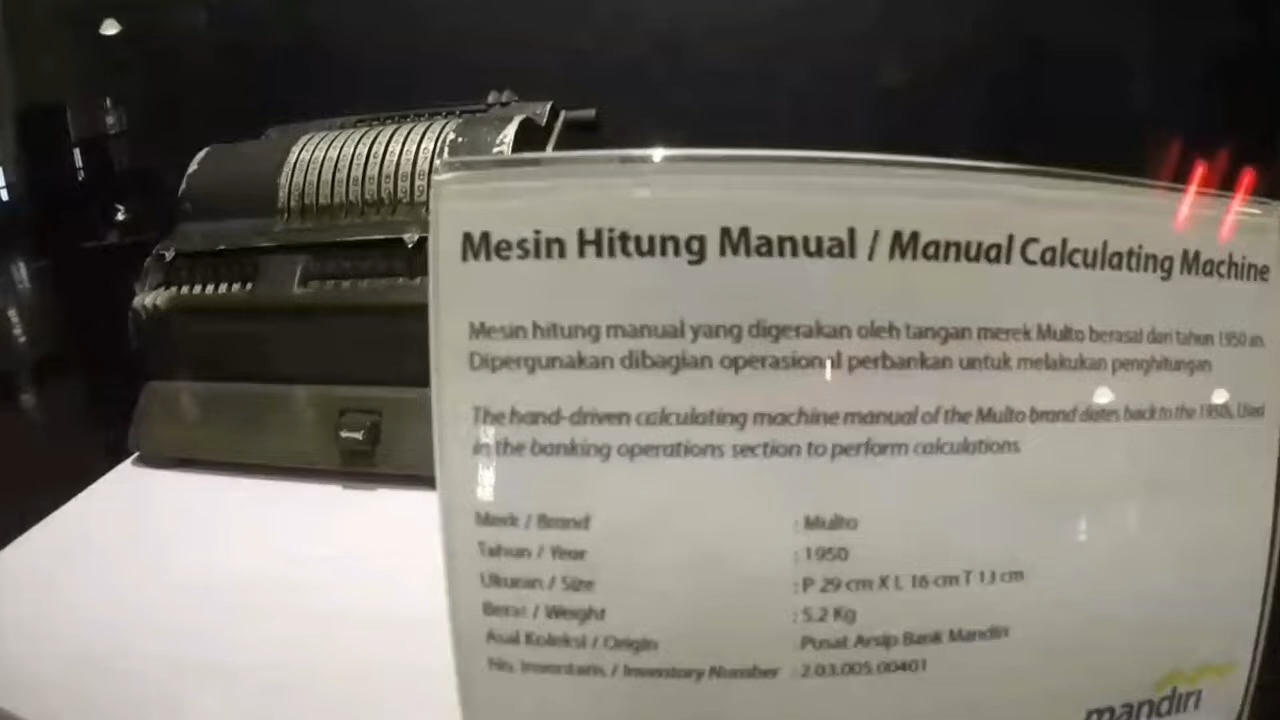 Mesin Hitung Manual / Manual Calculating Machine
Mesin hitung manual yang digerakan oleh tangan merek Multo berasal dari tahun 1950 an.
Dipergunakan dibagian operasional perbankan untuk melakukan penghitungan
The hand-driven calculating machine manual of the Multo brand dates back to the 1950s, Used
in the banking operations section to perform calculations
Merk / Brand : Multo
Tahun / Year : 1950
Ukuran / Size : P 29 cm X L 16 cm T 13 cm
Berat / Weight : 5.2 Kg
Asal Koleksi / Origin : Pusat Arsip Bank Mandiri
No. Inventaris / Inventory Number : 2.03.005.00401
mandiri